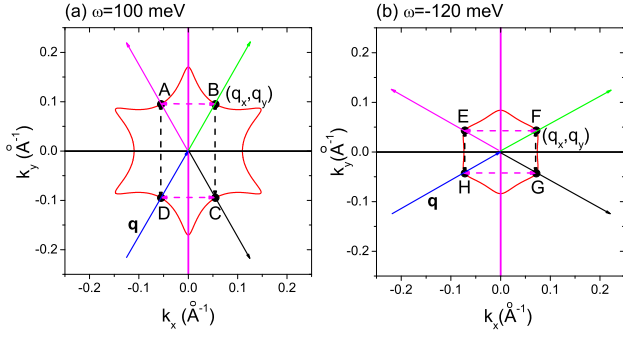 (a) ω=100 meV
(b) ω=-120 meV
0.2
0.1
0.0
-0.1
-0.2
k_y (Å⁻¹)
A
B
(q_x,q_y)
D
C
q
-0.2
-0.1
0.0
0.1
0.2
k_x (Å⁻¹)
0.2
0.1
0.0
-0.1
-0.2
k_y(Å⁻¹)
E
F
(q_x,q_y)
H
G
q
-0.2
-0.1
0.0
0.1
0.2
k_x(Å⁻¹)